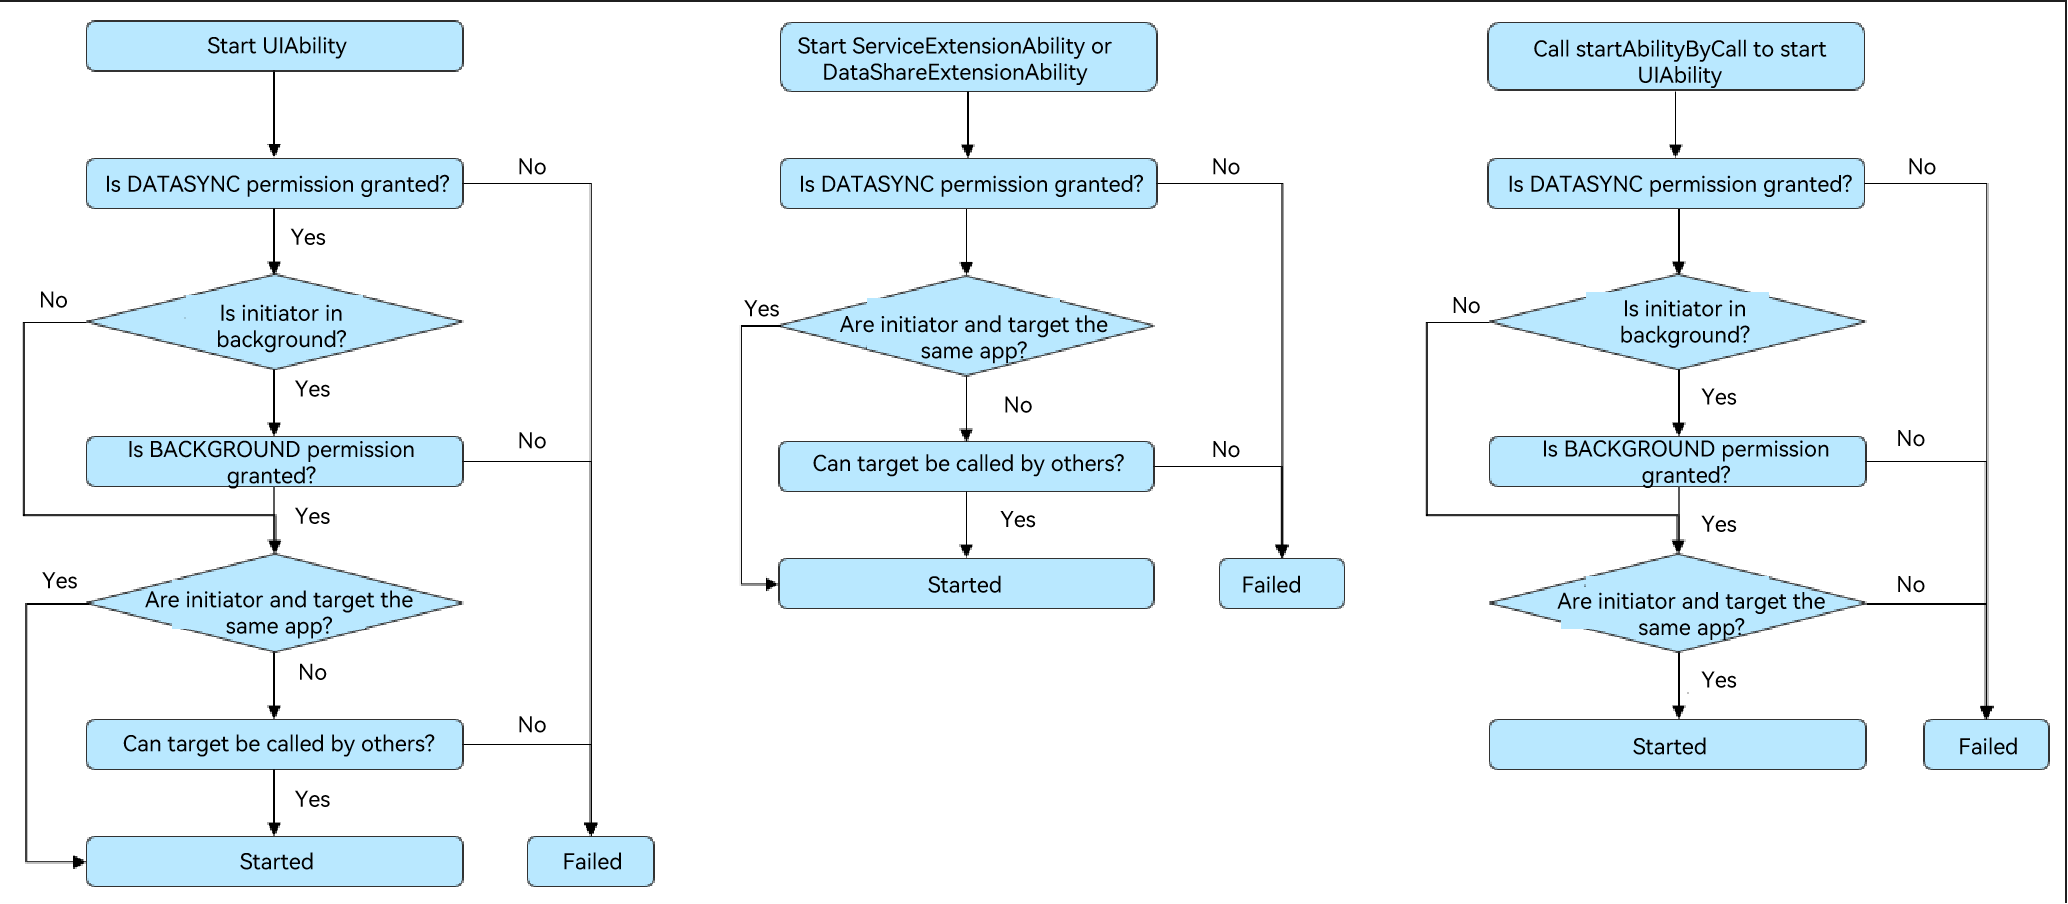 Start UIAbility
Is DATASYNC permission granted?
No
Yes
No
Is initiator in
background?
Yes
Is BACKGROUND permission
granted?
No
Yes
Yes
Are initiator and target the
same app?
No
Can target be called by others?
No
Yes
Started
Failed
Start ServiceExtensionAbility or
DataShareExtensionAbility
Is DATASYNC permission granted?
No
Yes
Are initiator and target the
same app?
No
Can target be called by others?
No
Yes
Started
Failed
Call startAbilityByCall to start
UIAbility
Is DATASYNC permission granted?
No
No
Is initiator in
background?
Yes
Is BACKGROUND permission
granted?
No
Yes
Are initiator and target the
same app?
No
Yes
Started
Failed